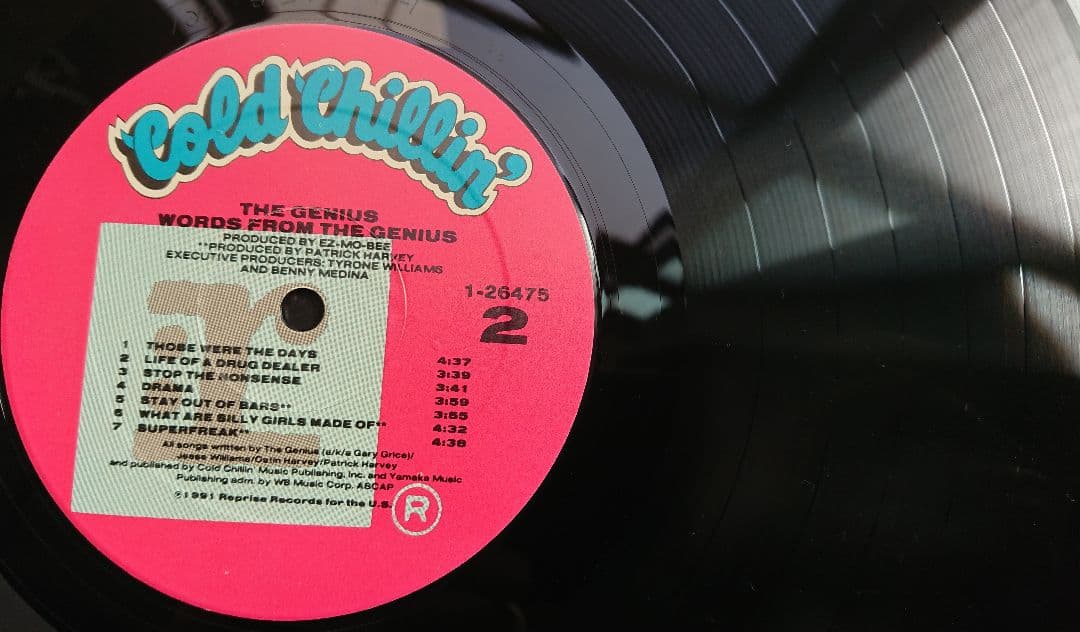 Cold Chillin'
THE GENIUS
WORDS FROM THE GENIUS
PRODUCED BY EZ-MO-BEE
**PRODUCED BY PATRICK HARVEY
EXECUTIVE PRODUCERS: TYRONE WILLIAMS
AND BENNY MEDINA
1-26475
2
1 THOSE WERE THE DAYS 4:37
2 LIFE OF A DRUG DEALER 3:39
3 STOP THE NONSENSE 3:41
4 DRAMA 3:59
5 STAY OUT OF BARS** 3:55
6 WHAT ARE SILLY GIRLS MADE OF** 4:32
7 SUPERFREAK** 4:38
All songs written by The Genius (a/k/a Gary Grice)/
Jesse Williams/Dafin Harvey/Patrick Harvey
and published by Cold Chillin' Music Publishing, Inc. and Yamaka Music
Publishing adm. by WB Music Corp. ASCAP
℗1991 Reprise Records for the U.S.
R
r